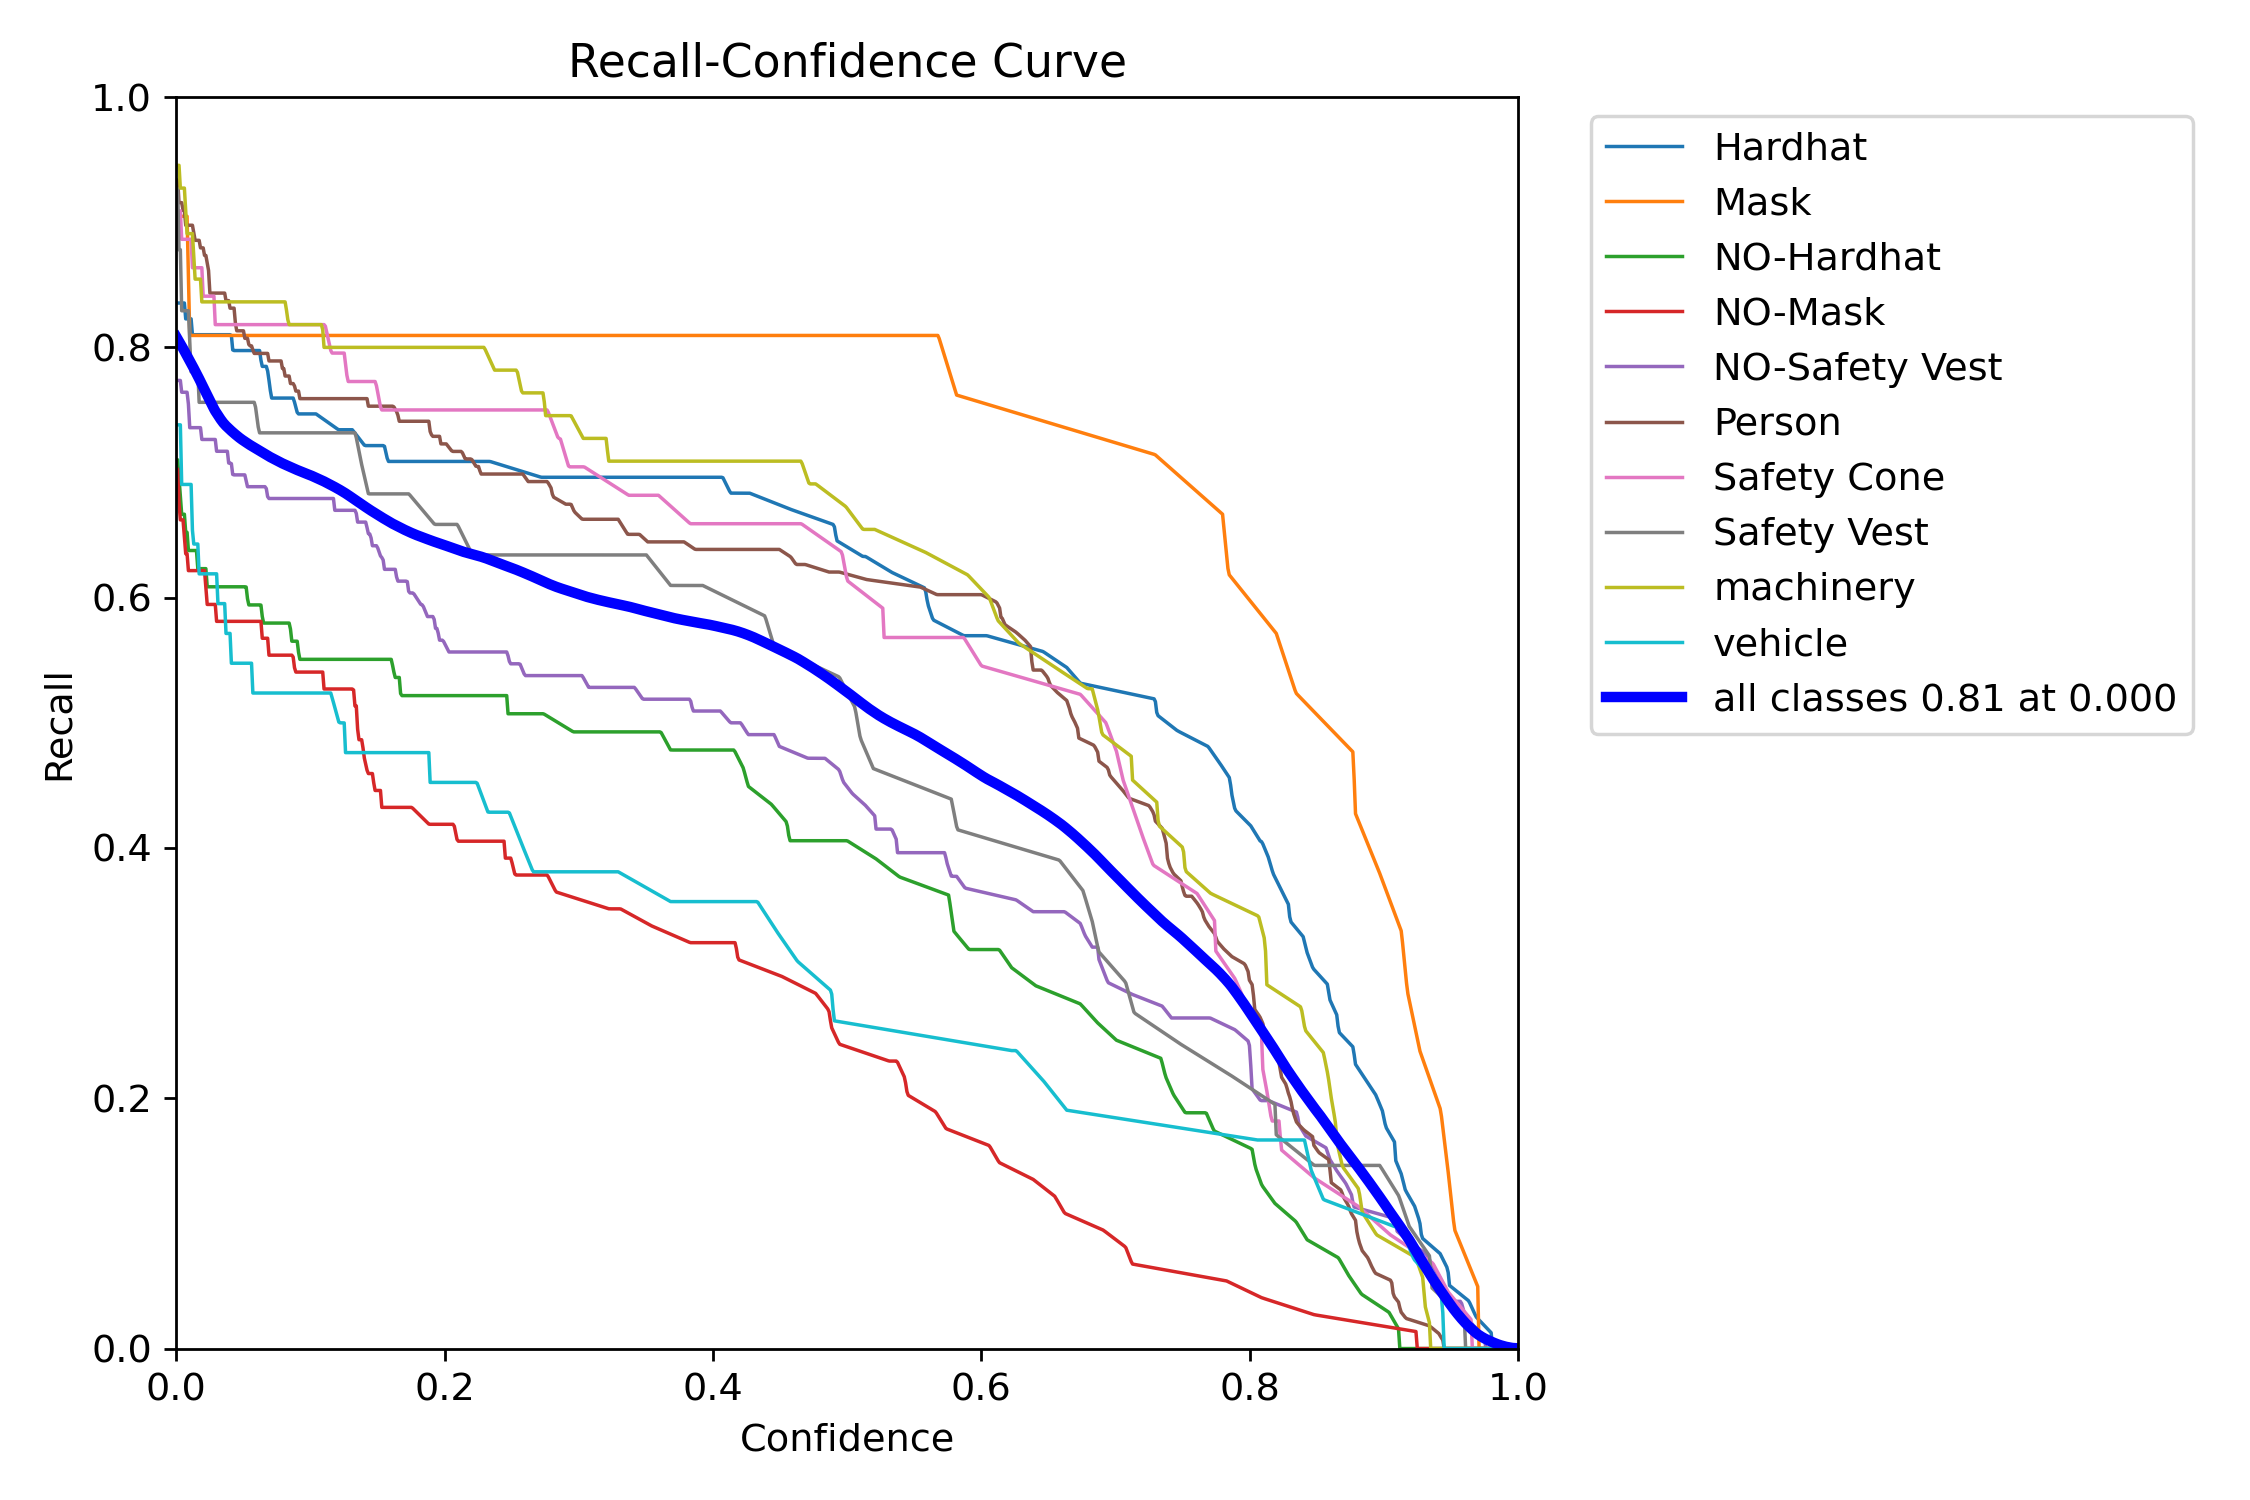 Recall-Confidence Curve
1.0
0.8
0.6
0.4
0.2
0.0
Recall
0.0 0.2 0.4 0.6 0.8 1.0
Confidence
Hardhat
Mask
NO-Hardhat
NO-Mask
NO-Safety Vest
Person
Safety Cone
Safety Vest
machinery
vehicle
all classes 0.81 at 0.000